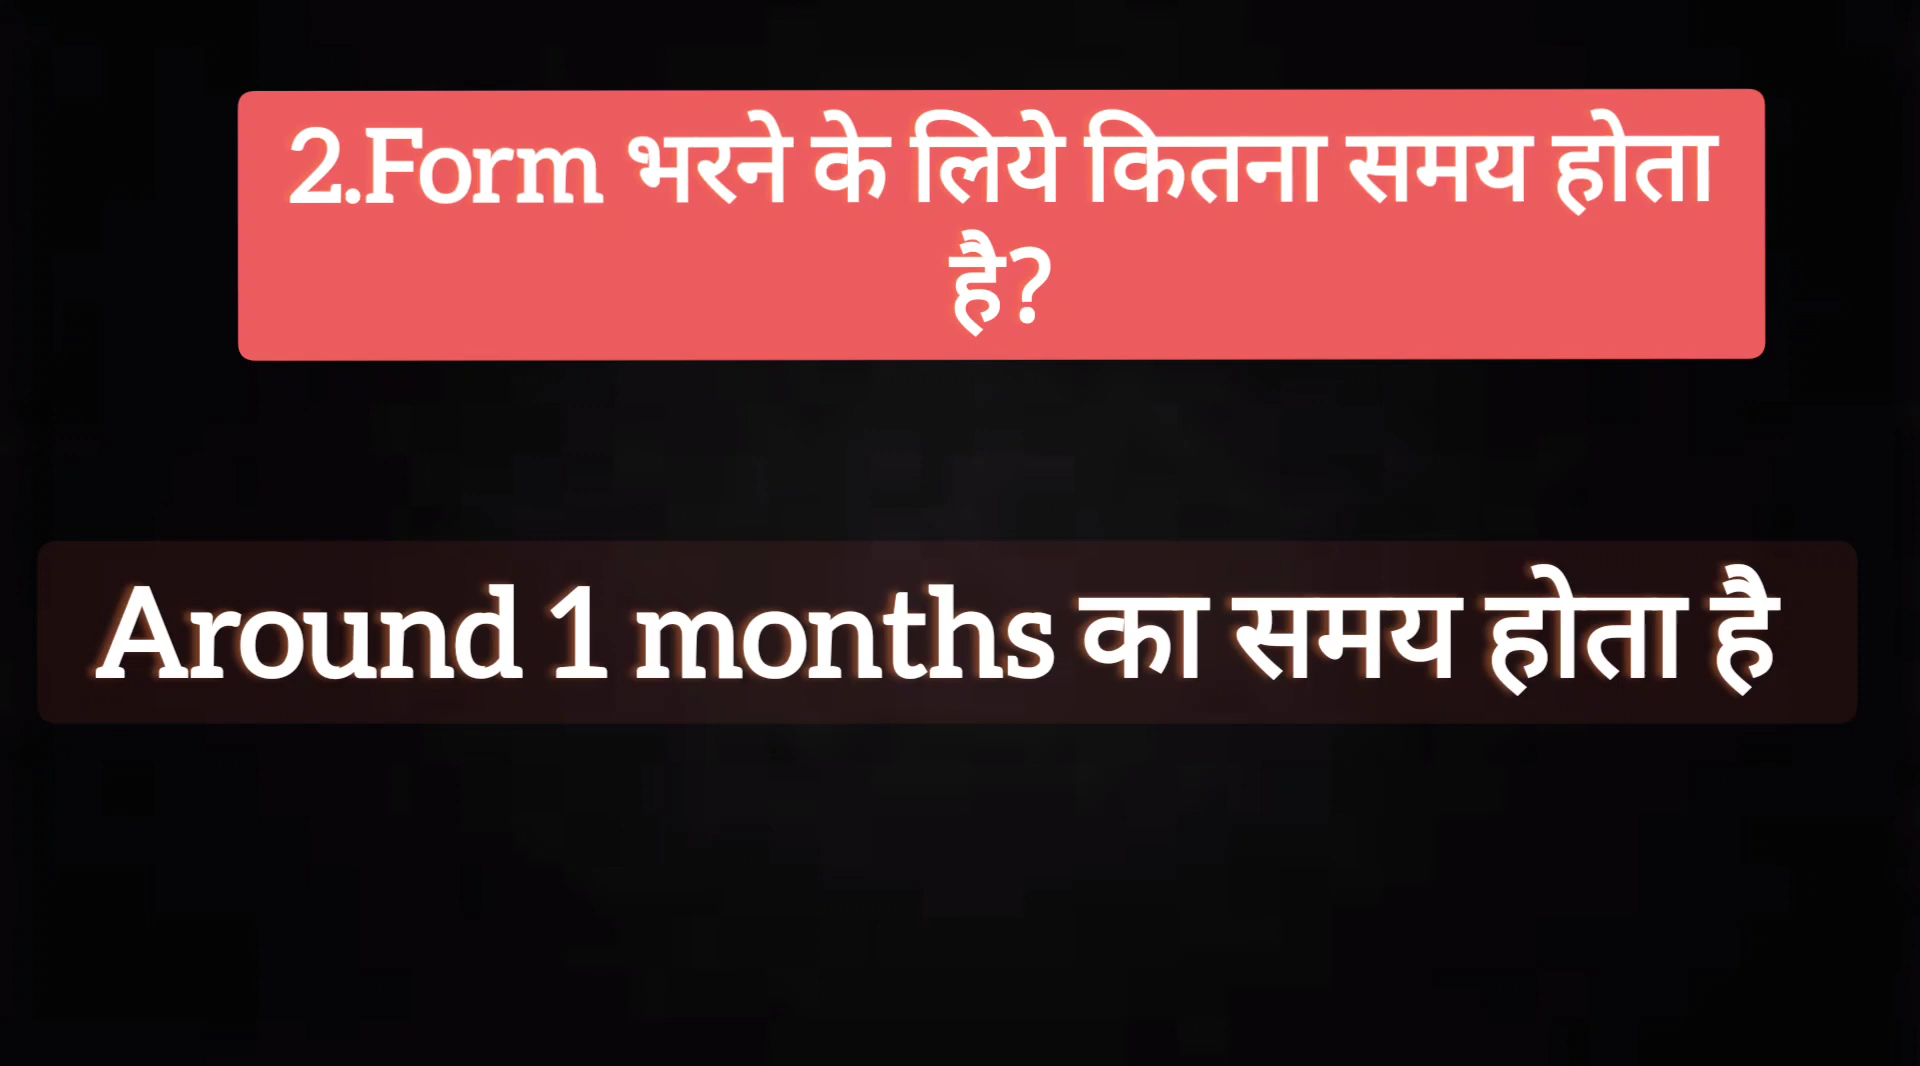 2.Form भरने के लिये कितना समय होता
है?
Around 1 months का समय होता है